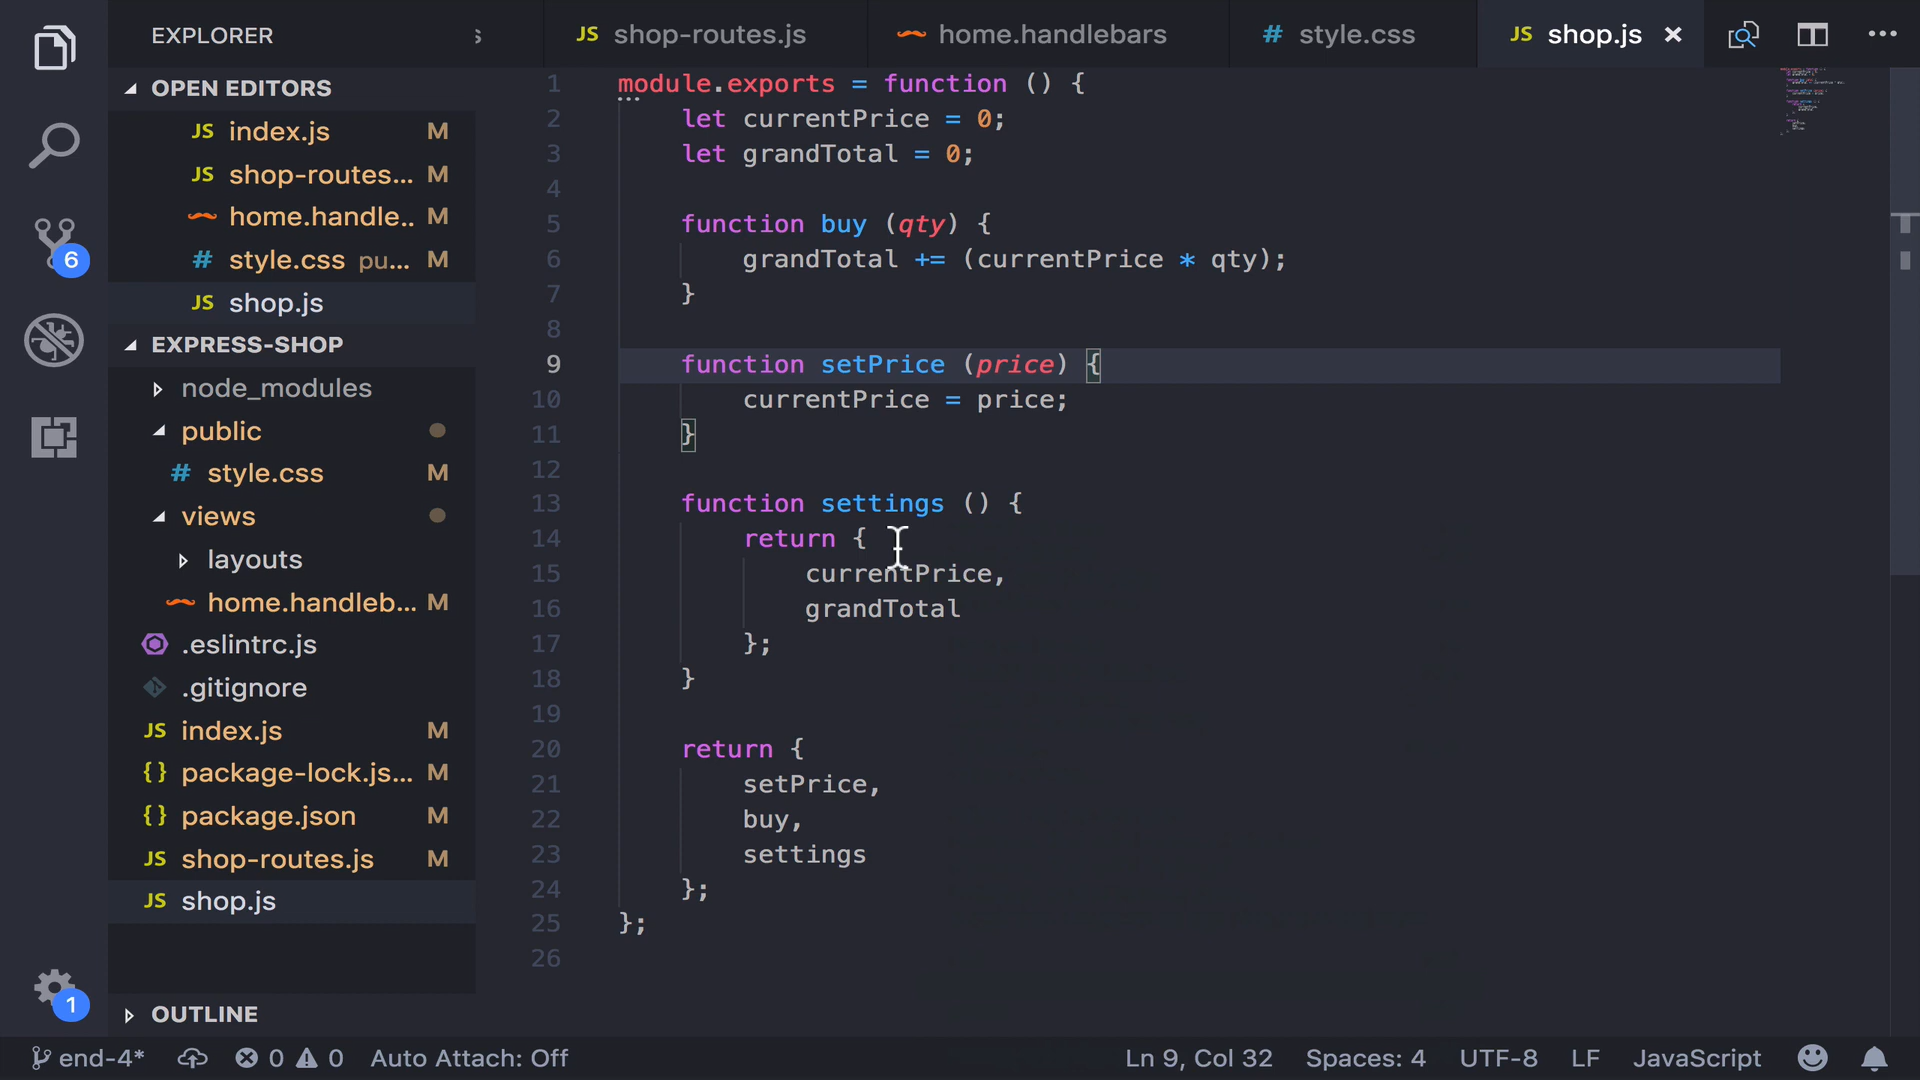 EXPLORER
s
JS shop-routes.js
home.handlebars
# style.css
JS shop.js
OPEN EDITORS
JS index.js M
JS shop-routes... M
home.handle.. M
# style.css pu... M
JS shop.js
EXPRESS-SHOP
node_modules
public
# style.css M
views
layouts
home.handleb... M
.eslintrc.js
.gitignore
JS index.js M
{} package-lock.js... M
{} package.json M
JS shop-routes.js M
JS shop.js
OUTLINE
6
1
1 module.exports = function () {
2 let currentPrice = 0;
3 let grandTotal = 0;
4
5 function buy (qty) {
6 grandTotal += (currentPrice * qty);
7 }
8
9 function setPrice (price) {
10 currentPrice = price;
11 }
12
13 function settings () {
14 return {
15 currentPrice,
16 grandTotal
17 };
18 }
19
20 return {
21 setPrice,
22 buy,
23 settings
24 };
25 };
26
end-4* 0 0 Auto Attach: Off Ln 9, Col 32 Spaces: 4 UTF-8 LF JavaScript